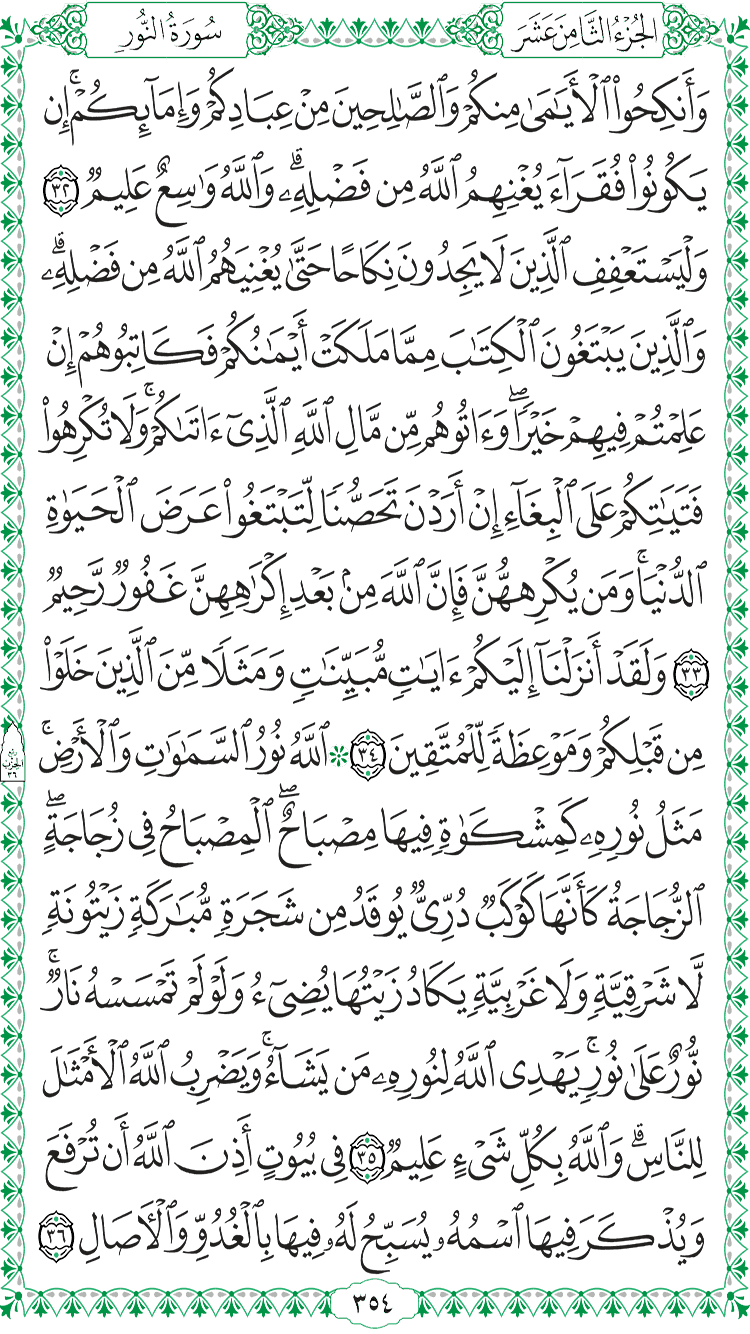 الجُزْءُ الثَّامِنَ عَشَرَ
سُورَةُ النُّورِ
وَأَنكِحُوا۟ ٱلْأَيَـٰمَىٰ مِنكُمْ وَٱلصَّـٰلِحِينَ مِنْ عِبَادِكُمْ وَإِمَآئِكُمْ ۚ إِن
يَكُونُوا۟ فُقَرَآءَ يُغْنِهِمُ ٱللَّهُ مِن فَضْلِهِۦ ۗ وَٱللَّهُ وَٰسِعٌ عَلِيمٌ ٣٢
وَلْيَسْتَعْفِفِ ٱلَّذِينَ لَا يَجِدُونَ نِكَاحًا حَتَّىٰ يُغْنِيَهُمُ ٱللَّهُ مِن فَضْلِهِۦ ۗ
وَٱلَّذِينَ يَبْتَغُونَ ٱلْكِتَـٰبَ مِمَّا مَلَكَتْ أَيْمَـٰنُكُمْ فَكَاتِبُوهُمْ إِنْ
عَلِمْتُمْ فِيهِمْ خَيْرًا ۖ وَءَاتُوهُم مِّن مَّالِ ٱللَّهِ ٱلَّذِىٓ ءَاتَىٰكُمْ ۚ وَلَا تُكْرِهُوا۟
فَتَيَـٰتِكُمْ عَلَى ٱلْبِغَآءِ إِنْ أَرَدْنَ تَحَصُّنًا لِّتَبْتَغُوا۟ عَرَضَ ٱلْحَيَوٰةِ
ٱلدُّنْيَا ۚ وَمَن يُكْرِههُّنَّ فَإِنَّ ٱللَّهَ مِنۢ بَعْدِ إِكْرَٰهِهِنَّ غَفُورٌ رَّحِيمٌ
٣٣ وَلَقَدْ أَنزَلْنَآ إِلَيْكُمْ ءَايَـٰتٍ مُّبَيِّنَـٰتٍ وَمَثَلًا مِّنَ ٱلَّذِينَ خَلَوْا۟
مِن قَبْلِكُمْ وَمَوْعِظَةً لِّلْمُتَّقِينَ ٣٤ ۞ ٱللَّهُ نُورُ ٱلسَّمَـٰوَٰتِ وَٱلْأَرْضِ ۚ
مَثَلُ نُورِهِۦ كَمِشْكَوٰةٍ فِيهَا مِصْبَاحٌ ۖ ٱلْمِصْبَاحُ فِى زُجَاجَةٍ ۖ
ٱلزُّجَاجَةُ كَأَنَّهَا كَوْكَبٌ دُرِّىٌّ يُوقَدُ مِن شَجَرَةٍ مُّبَـٰرَكَةٍ زَيْتُونَةٍ
لَّا شَرْقِيَّةٍ وَلَا غَرْبِيَّةٍ يَكَادُ زَيْتُهَا يُضِىٓءُ وَلَوْ لَمْ تَمْسَسْهُ نَارٌ ۚ
نُّورٌ عَلَىٰ نُورٍ ۗ يَهْدِى ٱللَّهُ لِنُورِهِۦ مَن يَشَآءُ ۚ وَيَضْرِبُ ٱللَّهُ ٱلْأَمْثَـٰلَ
لِلنَّاسِ ۗ وَٱللَّهُ بِكُلِّ شَىْءٍ عَلِيمٌ ٣٥ فِى بُيُوتٍ أَذِنَ ٱللَّهُ أَن تُرْفَعَ
وَيُذْكَرَ فِيهَا ٱسْمُهُۥ يُسَبِّحُ لَهُۥ فِيهَا بِٱلْغُدُوِّ وَٱلْـَٔاصَالِ ٣٦
٣٥٤